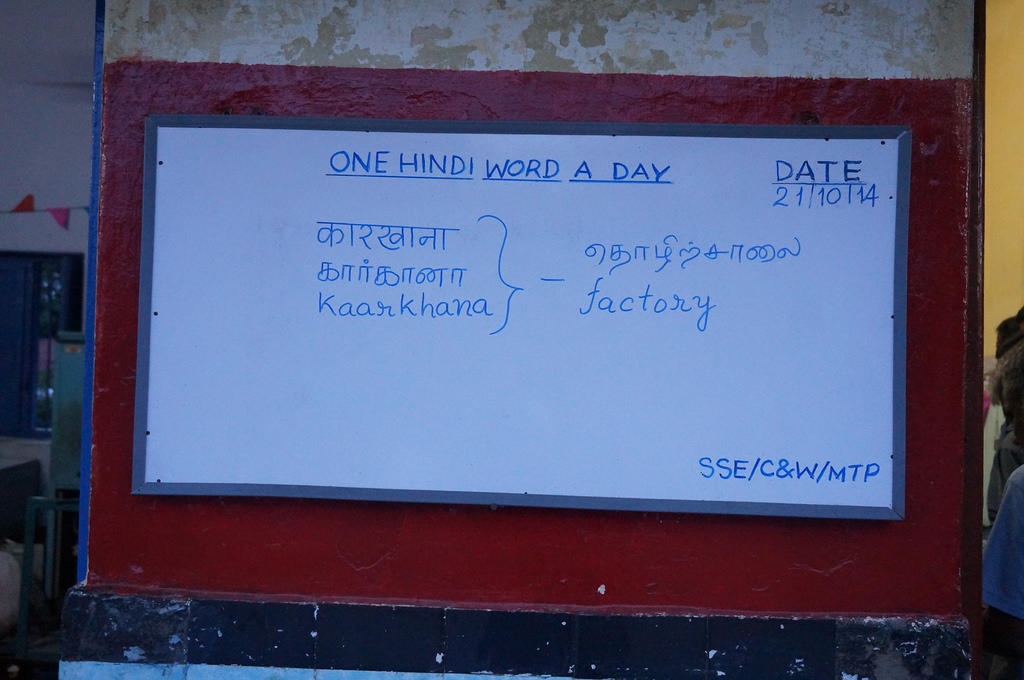 ONE HINDI WORD A DAY
DATE
21/10/14
कारखाना
கார்கானா
Kaarkhana
தொழிற்சாலை
factory
SSE/C&W/MTP